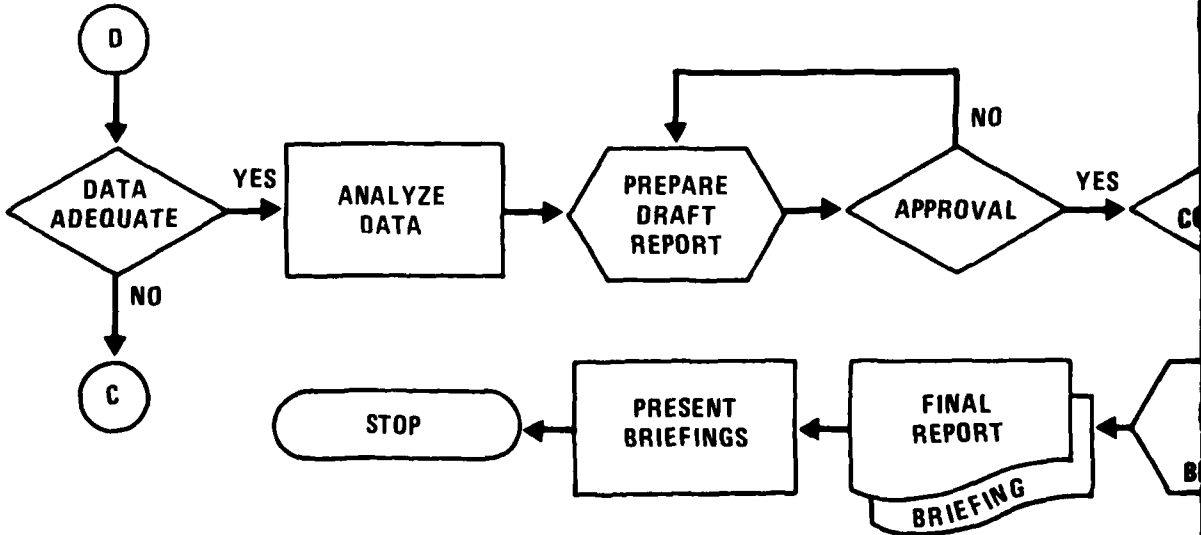 D
DATA
ADEQUATE
YES
NO
C
ANALYZE
DATA
PREPARE
DRAFT
REPORT
NO
APPROVAL
YES
STOP
PRESENT
BRIEFINGS
FINAL
REPORT
BRIEFING